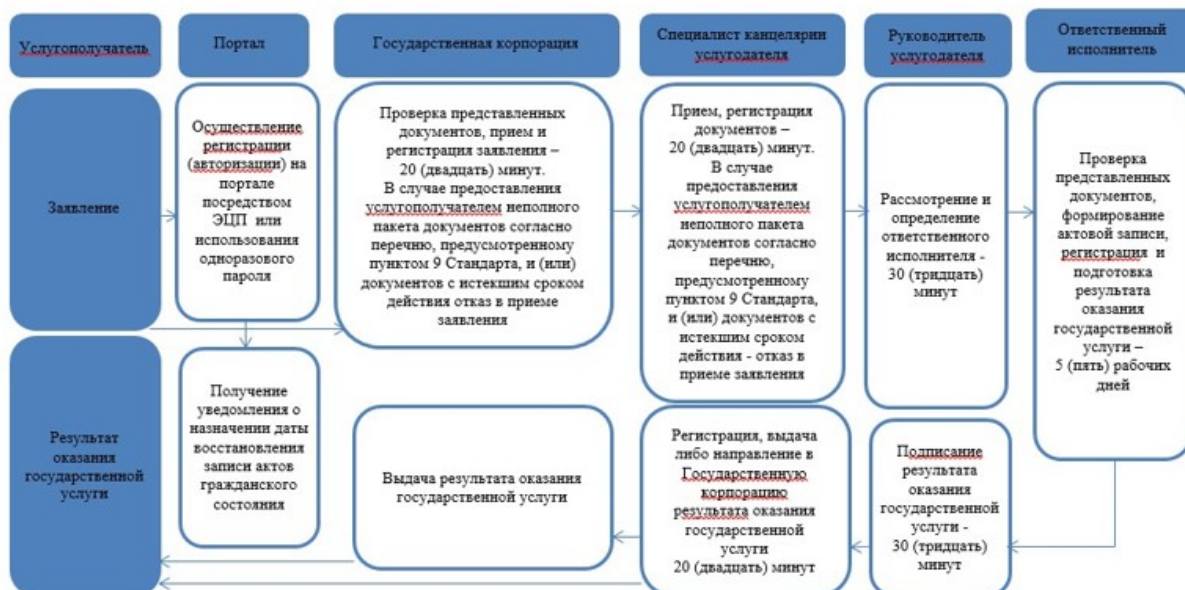 Услугополучатель
Портал
Государственная корпорация
Специалист канцелярии
услугодателя
Руководитель
услугодателя
Ответственный
исполнитель
Заявление
Осуществление
регистрации
(авторизации) на
портале
посредством
ЭЦП или
использования
одноразового
пароля
Проверка представленных
документов, прием и
регистрация заявления –
20 (двадцать) минут.
В случае предоставления
услугополучателем неполного
пакета документов согласно
перечню, предусмотренному
пунктом 9 Стандарта, и (или)
документов с истекшим сроком
действия отказ в приеме
заявления
Прием, регистрация
документов –
20 (двадцать) минут.
В случае
предоставления
услугополучателем
неполного пакета
документов согласно
перечню,
предусмотренному
пунктом 9 Стандарта,
и (или) документов с
истекшим сроком
действия - отказ в
приеме заявления
Рассмотрение и
определение
ответственного
исполнителя -
30 (тридцать)
минут
Проверка
представленных
документов,
формирование
актовой записи,
регистрация и
подготовка
результата
оказания
государственной
услуги –
5 (пять) рабочих
дней
Результат
оказания
государственной
услуги
Получение
уведомления о
назначении даты
восстановления
записи актов
гражданского
состояния
Выдача результата оказания
государственной услуги
Регистрация, выдача
либо направление в
Государственную
корпорацию
результата оказания
государственной
услуги
20 (двадцать) минут
Подписание
результата
оказания
государственной
услуги -
30 (тридцать)
минут